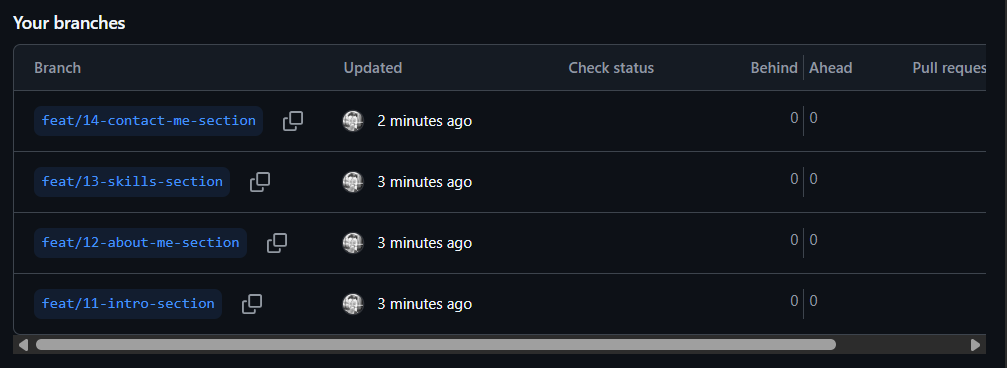 Your branches
Branch Updated Check status Behind Ahead Pull reques
feat/14-contact-me-section 2 minutes ago 0 0
feat/13-skills-section 3 minutes ago 0 0
feat/12-about-me-section 3 minutes ago 0 0
feat/11-intro-section 3 minutes ago 0 0